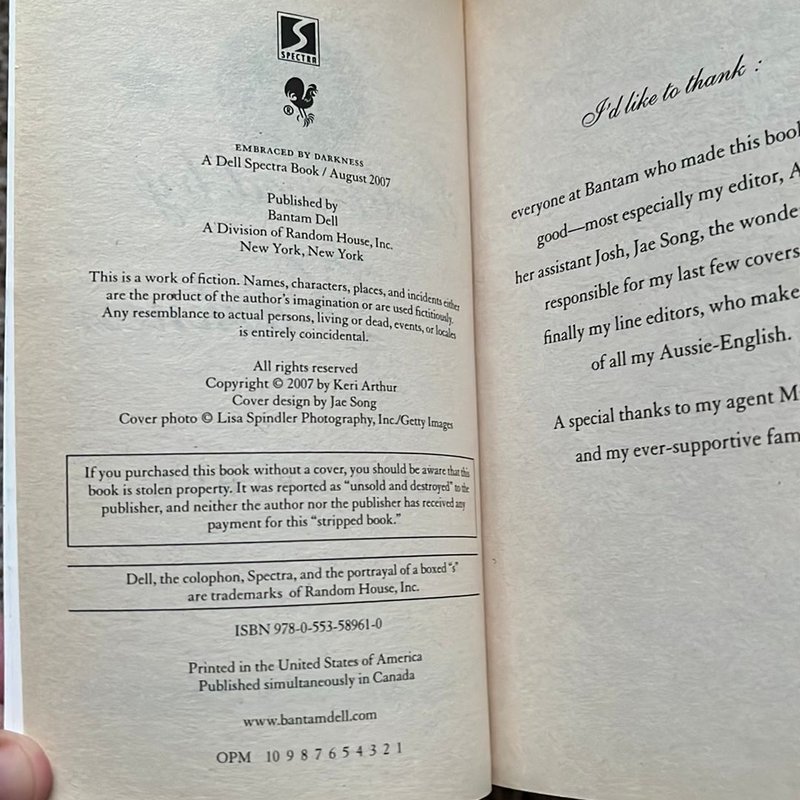 SPECTRA
®
EMBRACED BY DARKNESS
A Dell Spectra Book / August 2007
Published by
Bantam Dell
A Division of Random House, Inc.
New York, New York
This is a work of fiction. Names, characters, places, and incidents either
are the product of the author's imagination or are used fictitiously.
Any resemblance to actual persons, living or dead, events, or locales
is entirely coincidental.
All rights reserved
Copyright © 2007 by Keri Arthur
Cover design by Jae Song
Cover photo © Lisa Spindler Photography, Inc./Getty Images
If you purchased this book without a cover, you should be aware that this
book is stolen property. It was reported as "unsold and destroyed" to the
publisher, and neither the author nor the publisher has received any
payment for this "stripped book."
Dell, the colophon, Spectra, and the portrayal of a boxed "s"
are trademarks of Random House, Inc.
ISBN 978-0-553-58961-0
Printed in the United States of America
Published simultaneously in Canada
www.bantamdell.com
OPM 10 9 8 7 6 5 4 3 2 1
I'd like to thank :
everyone at Bantam who made this
good—most especially my editor,
her assistant Josh, Jae Song, the
responsible for my last few covers
finally my line editors, who make
of all my Aussie-English.
A special thanks to my agent
and my ever-supportive